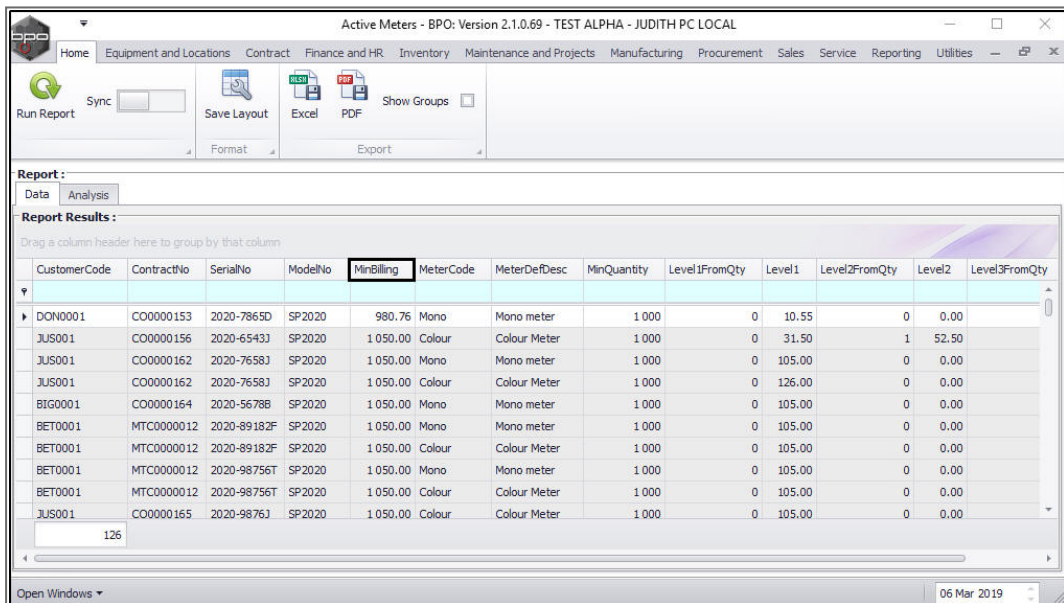 Active Meters - BPO: Version 2.1.0.69 - TEST ALPHA - JUDITH PC LOCAL
bpo
Home Equipment and Locations Contract Finance and HR Inventory Maintenance and Projects Manufacturing Procurement Sales Service Reporting Utilities
Run Report Sync Save Layout XLSX Excel PDF PDF Show Groups
Format Export
Report :
Data Analysis
Report Results :
Drag a column header here to group by that column
CustomerCode ContractNo SerialNo ModelNo MinBilling MeterCode MeterDefDesc MinQuantity Level1FromQty Level1 Level2FromQty Level2 Level3FromQty
DON0001 CO0000153 2020-7865D SP2020 980.76 Mono Mono meter 1 000 0 10.55 0 0.00
JUS001 CO0000156 2020-6543J SP2020 1 050.00 Colour Colour Meter 1 000 0 31.50 1 52.50
JUS001 CO0000162 2020-7658J SP2020 1 050.00 Mono Mono meter 1 000 0 105.00 0 0.00
JUS001 CO0000162 2020-7658J SP2020 1 050.00 Colour Colour Meter 1 000 0 126.00 0 0.00
BIG0001 CO0000164 2020-5678B SP2020 1 050.00 Mono Mono meter 1 000 0 105.00 0 0.00
BET0001 MTC0000012 2020-89182F SP2020 1 050.00 Mono Mono meter 1 000 0 105.00 0 0.00
BET0001 MTC0000012 2020-89182F SP2020 1 050.00 Colour Colour Meter 1 000 0 105.00 0 0.00
BET0001 MTC0000012 2020-98756T SP2020 1 050.00 Mono Mono meter 1 000 0 105.00 0 0.00
BET0001 MTC0000012 2020-98756T SP2020 1 050.00 Colour Colour Meter 1 000 0 105.00 0 0.00
JUS001 CO0000165 2020-9876J SP2020 1 050.00 Colour Colour Meter 1 000 0 105.00 0 0.00
126
Open Windows 06 Mar 2019